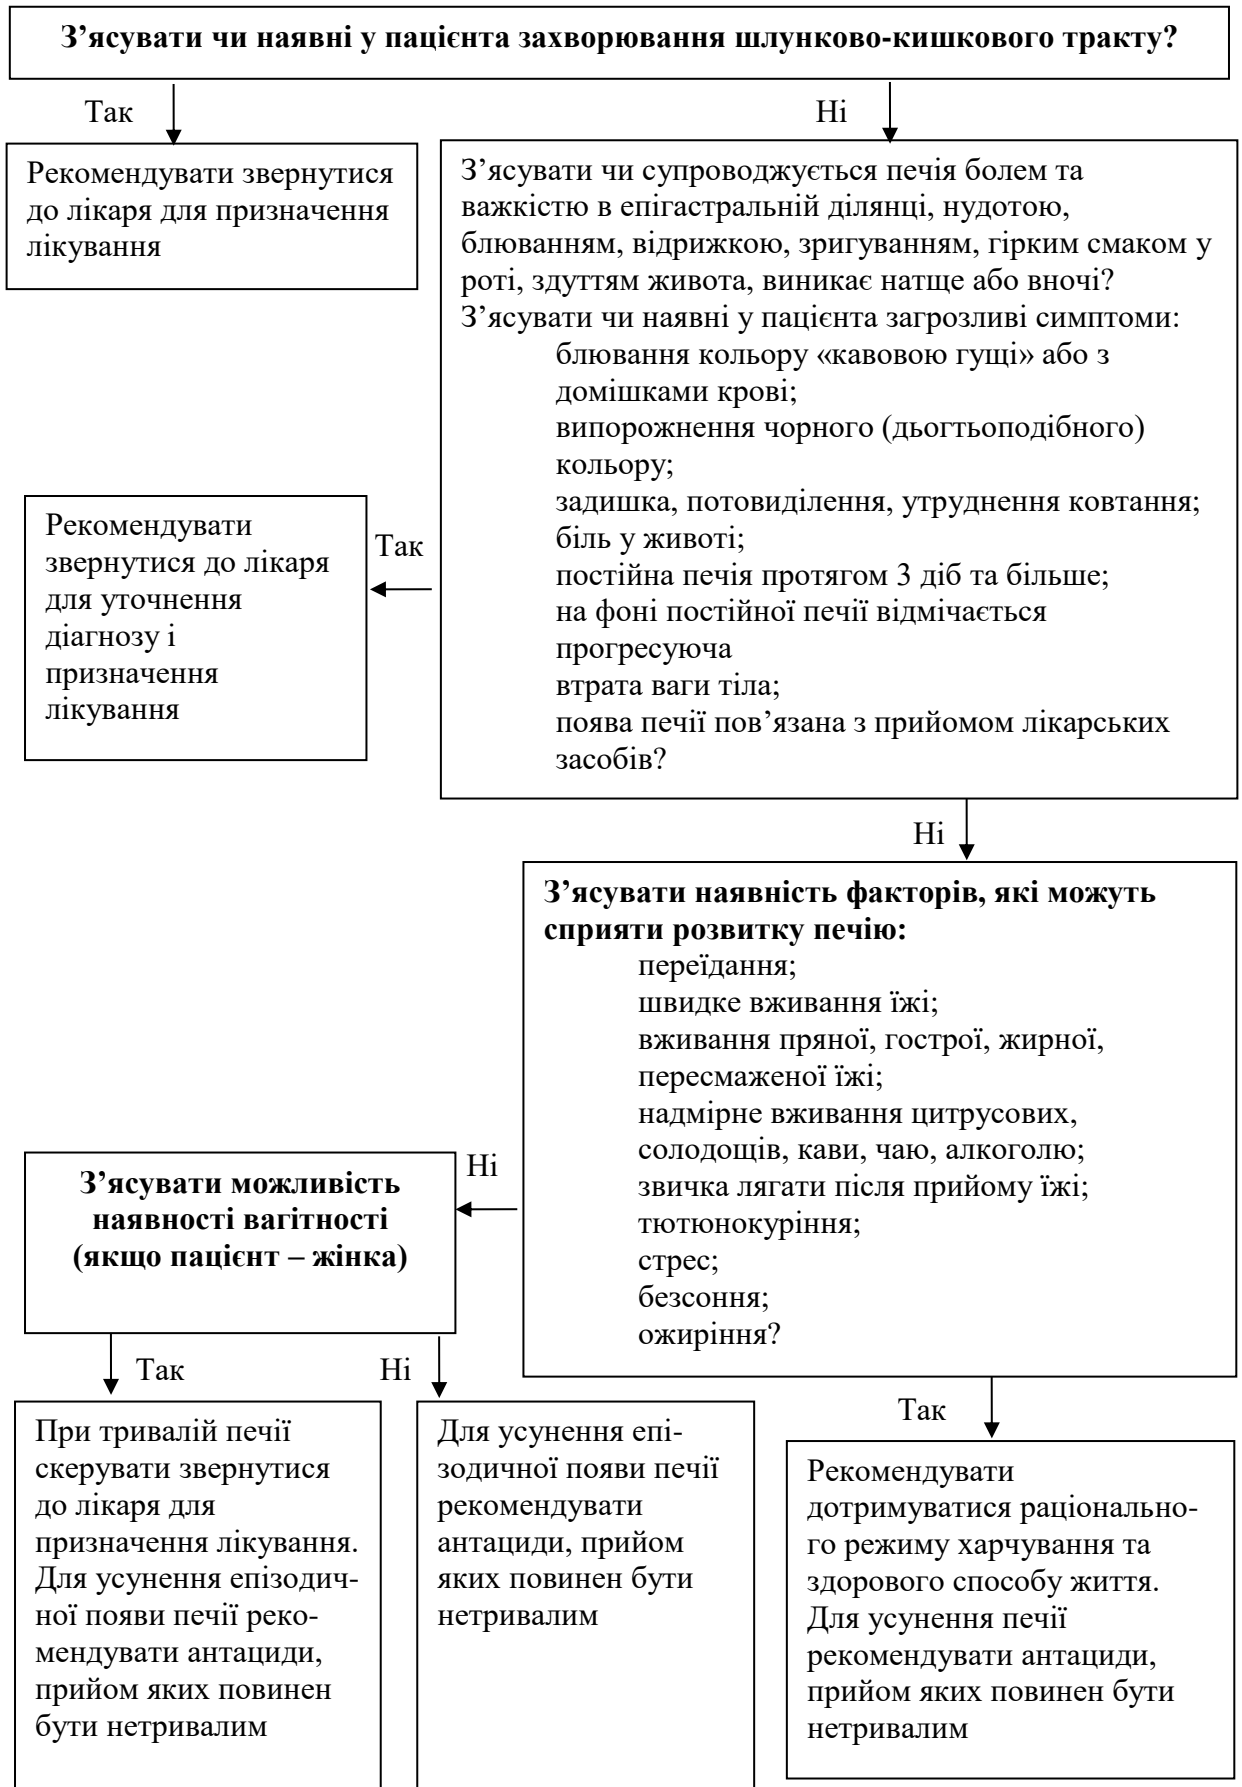 З’ясувати чи наявні у пацієнта захворювання шлунково-кишкового тракту?
Так
Ні
Рекомендувати звернутися
до лікаря для призначення
лікування
З’ясувати чи супроводжується печія болем та
важкістю в епігастральній ділянці, нудотою,
блюванням, відрижкою, зригуванням, гірким смаком у
роті, здуттям живота, виникає натще або вночі?
З’ясувати чи наявні у пацієнта загрозливі симптоми:
блювання кольору «кавовою гущі» або з
домішками крові;
випорожнення чорного (дьогтьоподібного)
кольору;
задишка, потовиділення, утруднення ковтання;
біль у животі;
постійна печія протягом 3 діб та більше;
на фоні постійної печії відмічається
прогресуюча
втрата ваги тіла;
поява печії пов’язана з прийомом лікарських
засобів?
Так
Рекомендувати
звернутися до лікаря
для уточнення
діагнозу і
призначення
лікування
Ні
З’ясувати наявність факторів, які можуть
сприяти розвитку печію:
переїдання;
швидке вживання їжі;
вживання пряної, гострої, жирної,
пересмаженої їжі;
надмірне вживання цитрусових,
солодощів, кави, чаю, алкоголю;
звичка лягати після прийому їжі;
тютюнокуріння;
стрес;
безсоння;
ожиріння?
Ні
З’ясувати можливість
наявності вагітності
(якщо пацієнт – жінка)
Так
Ні
Так
При тривалій печії
скерувати звернутися
до лікаря для
призначення лікування.
Для усунення епізодич-
ної появи печії реко-
мендувати антациди,
прийом яких повинен
бути нетривалим
Для усунення епі-
зодичної появи печії
рекомендувати
антациди, прийом
яких повинен бути
нетривалим
Рекомендувати
дотримуватися раціонально-
го режиму харчування та
здорового способу життя.
Для усунення печії
рекомендувати антациди,
прийом яких повинен бути
нетривалим